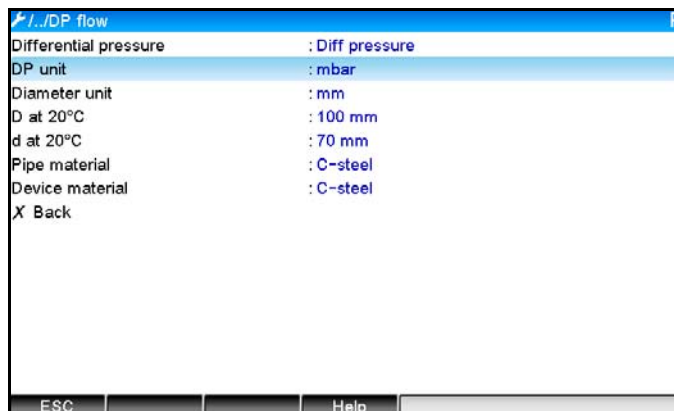 /../DP flow
Differential pressure : Diff pressure
DP unit : mbar
Diameter unit : mm
D at 20°C : 100 mm
d at 20°C : 70 mm
Pipe material : C-steel
Device material : C-steel
X Back
ESC Help